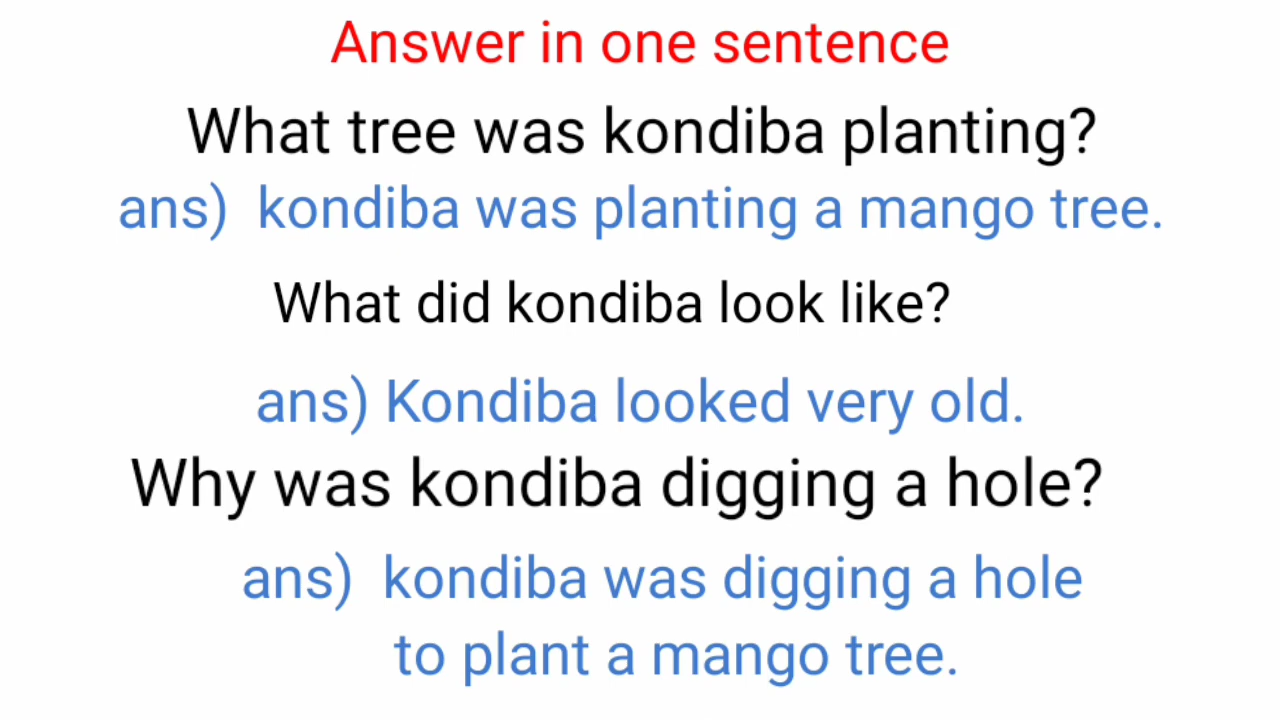 Answer in one sentence
What tree was kondiba planting?
ans) kondiba was planting a mango tree.
What did kondiba look like?
ans) Kondiba looked very old.
Why was kondiba digging a hole?
ans) kondiba was digging a hole
to plant a mango tree.